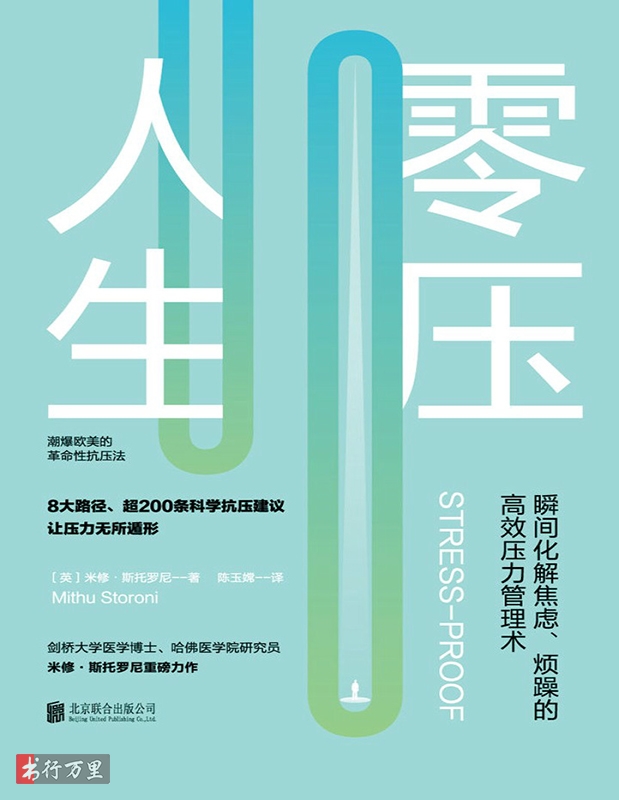 零压
人生
潮爆欧美的
革命性抗压法
8大路径、超200条科学抗压建议
让压力无所遁形
[英]米修·斯托罗尼--著 陈玉嫦--译
Mithu Storoni
剑桥大学医学博士、哈佛医学院研究员
米修·斯托罗尼重磅力作
瞬间化解焦虑、烦躁的
高效压力管理术
STRESS-PROOF
北京联合出版公司
Beijing United Publishing Co.,Ltd.
书行万里